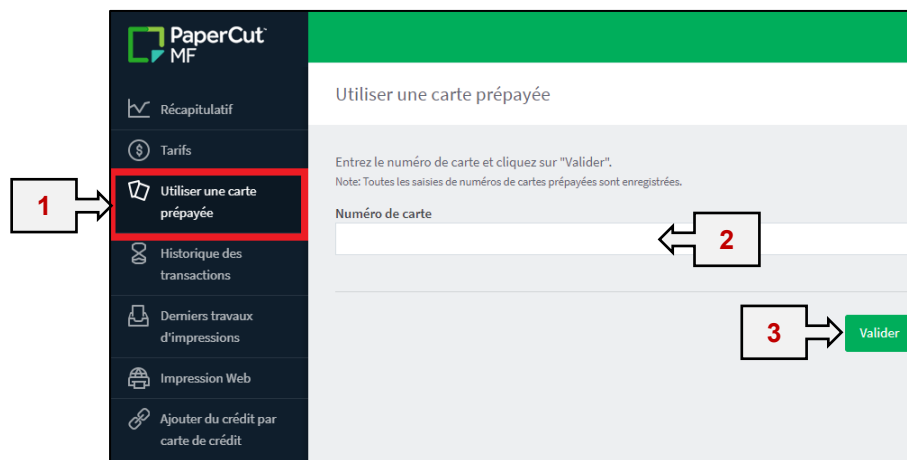 PaperCut
MF
Récapitulatif
Tarifs
Utiliser une carte
prépayée
Historique des
transactions
Derniers travaux
d'impressions
Impression Web
Ajouter du crédit par
carte de crédit
Utiliser une carte prépayée
Entrez le numéro de carte et cliquez sur "Valider".
Note: Toutes les saisies de numéros de cartes prépayées sont enregistrées.
Numéro de carte
Valider
1
2
3